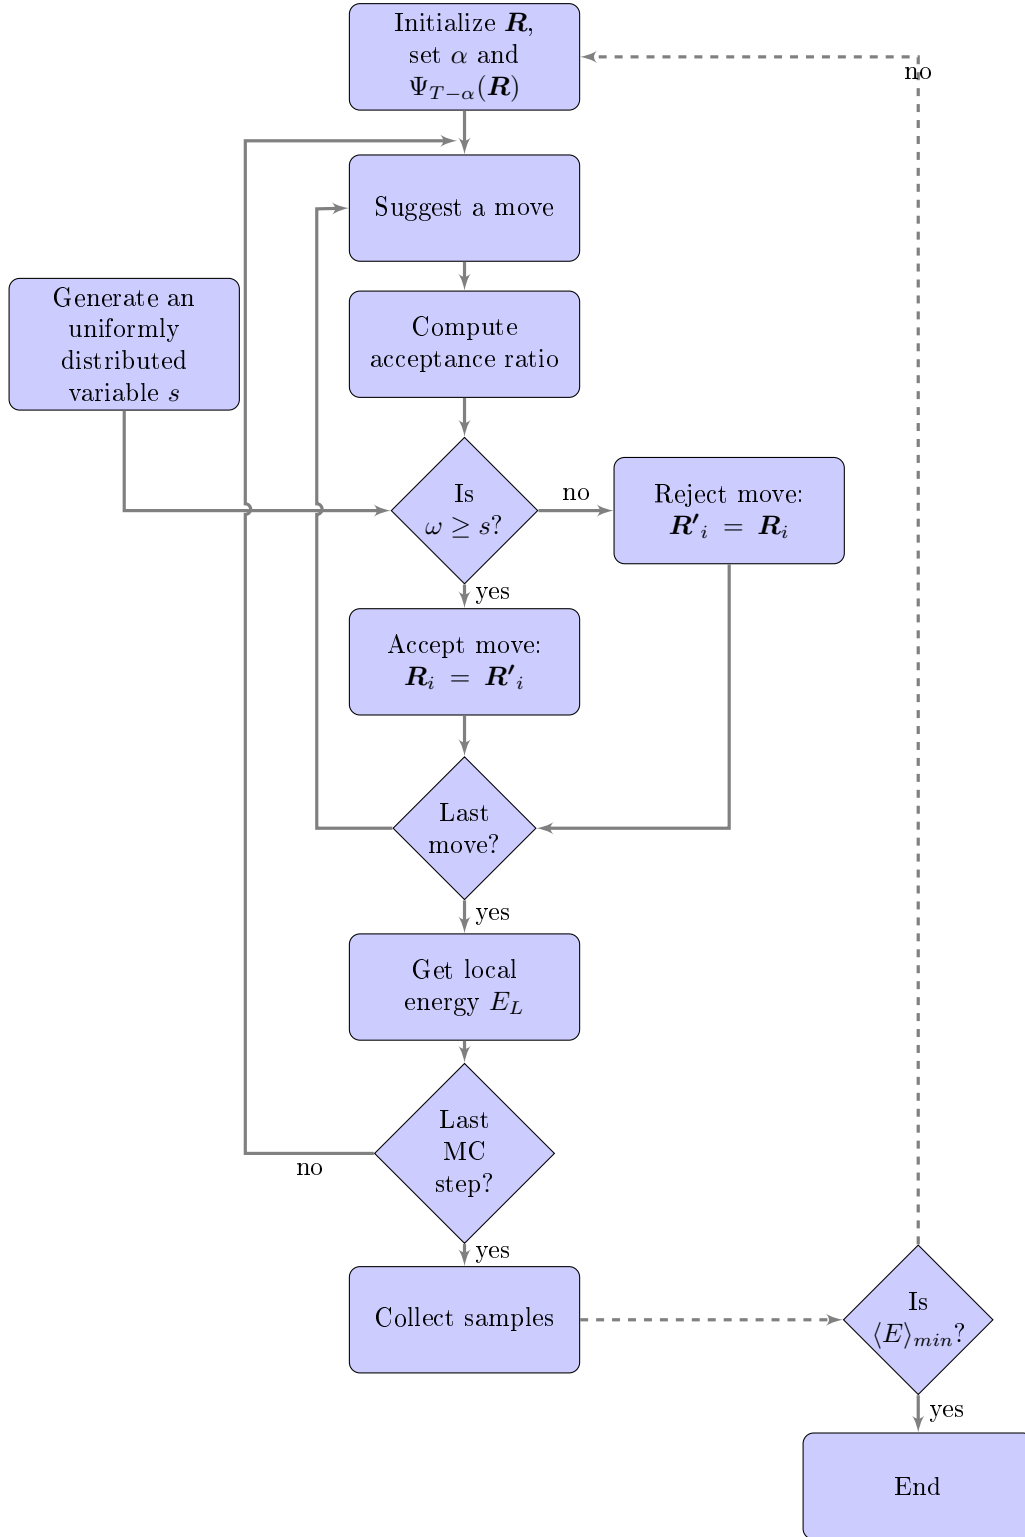 Initialize R,
set α and
Ψ_{T−α}(R)
no
Suggest a move
Generate an
uniformly
distributed
variable s
Compute
acceptance ratio
Is
ω ≥ s?
no
Reject move:
R'_i = R_i
yes
Accept move:
R_i = R'_i
Last
move?
yes
Get local
energy E_L
Last
MC
step?
no
yes
Collect samples
Is
⟨E⟩_{min}?
yes
End